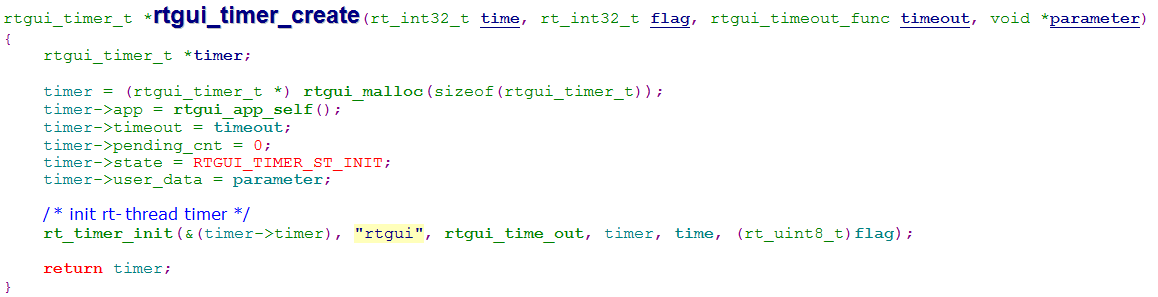 rtgui_timer_t *rtgui_timer_create(rt_int32_t time, rt_int32_t flag, rtgui_timeout_func timeout, void *parameter)
{
    rtgui_timer_t *timer;

    timer = (rtgui_timer_t *) rtgui_malloc(sizeof(rtgui_timer_t));
    timer->app = rtgui_app_self();
    timer->timeout = timeout;
    timer->pending_cnt = 0;
    timer->state = RTGUI_TIMER_ST_INIT;
    timer->user_data = parameter;

    /* init rt-thread timer */
    rt_timer_init(&(timer->timer), "rtgui", rtgui_time_out, timer, time, (rt_uint8_t)flag);

    return timer;
}